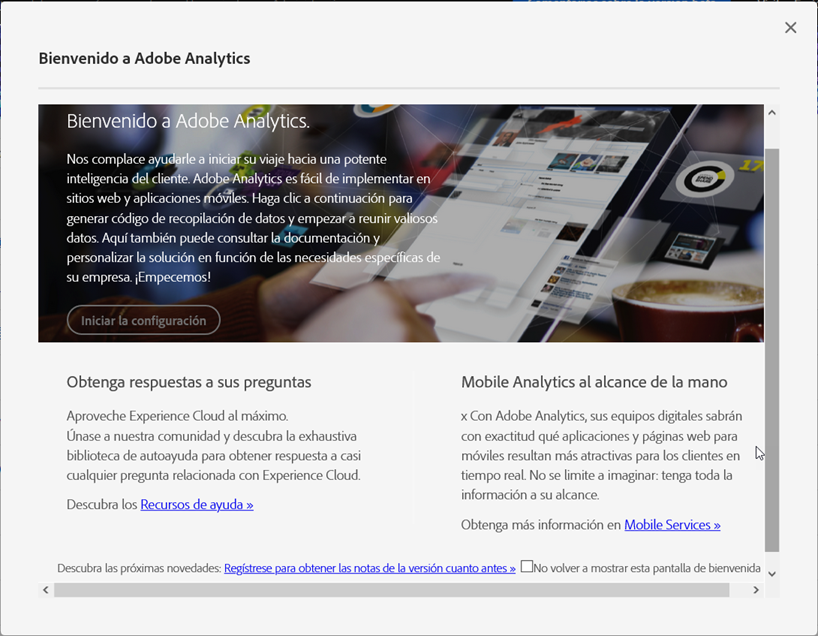 Bienvenido a Adobe Analytics
Bienvenido a Adobe Analytics.
Nos complace ayudarle a iniciar su viaje hacia una potente
inteligencia del cliente. Adobe Analytics es fácil de implementar en
sitios web y aplicaciones móviles. Haga clic a continuación para
generar código de recopilación de datos y empezar a reunir valiosos
datos. Aquí también puede consultar la documentación y
personalizar la solución en función de las necesidades específicas de
su empresa. ¡Empecemos!
Iniciar la configuración
Obtenga respuestas a sus preguntas
Aproveche Experience Cloud al máximo.
Únase a nuestra comunidad y descubra la exhaustiva
biblioteca de autoayuda para obtener respuesta a casi
cualquier pregunta relacionada con Experience Cloud.
Descubra los Recursos de ayuda »
Mobile Analytics al alcance de la mano
x Con Adobe Analytics, sus equipos digitales sabrán
con exactitud qué aplicaciones y páginas web para
móviles resultan más atractivas para los clientes en
tiempo real. No se limite a imaginar: tenga toda la
información a su alcance.
Obtenga más información en Mobile Services »
Descubra las próximas novedades: Regístrese para obtener las notas de la versión cuanto antes » No volver a mostrar esta pantalla de bienvenida